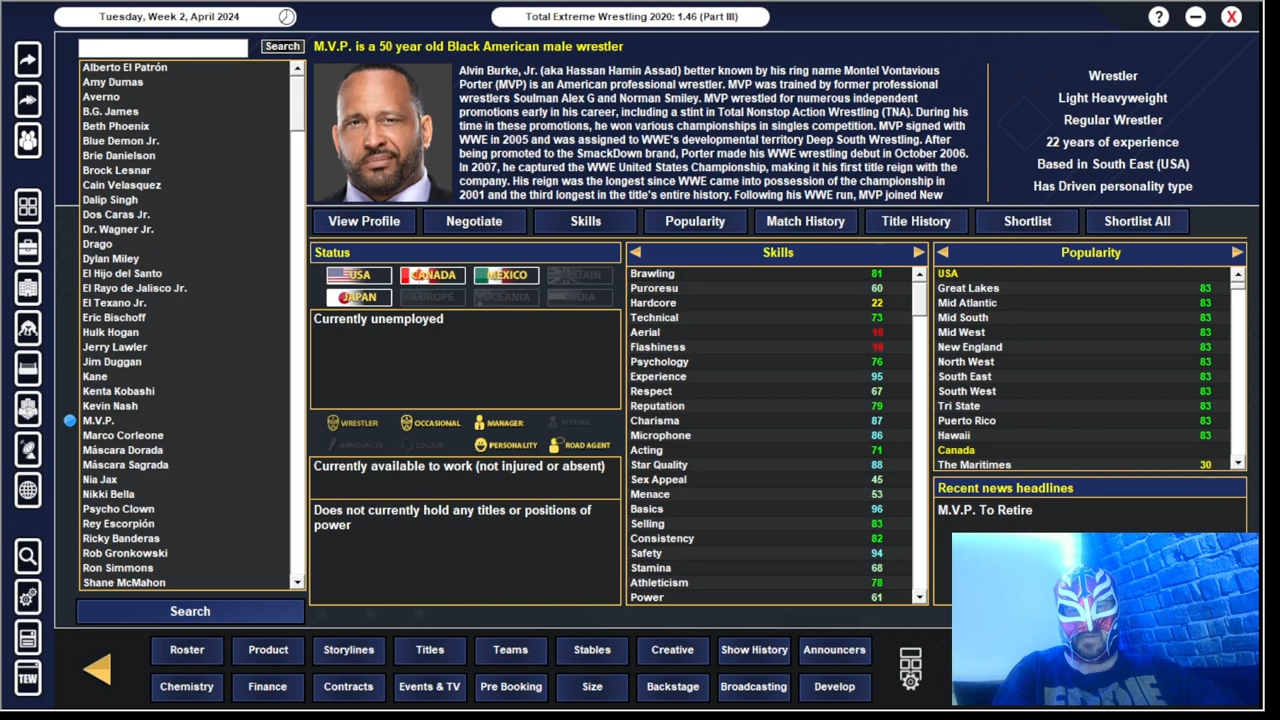 Tuesday, Week 2, April 2024
Total Extreme Wrestling 2020: 1.46 (Part III)
?
X
Search
M.V.P. is a 50 year old Black American male wrestler
Alberto El Patrón
Amy Dumas
Averno
B.G. James
Beth Phoenix
Blue Demon Jr.
Brie Danielson
Brock Lesnar
Cain Velasquez
Dalip Singh
Dos Caras Jr.
Dr. Wagner Jr.
Drago
Dylan Miley
El Hijo del Santo
El Rayo de Jalisco Jr.
El Texano Jr.
Eric Bischoff
Hulk Hogan
Jerry Lawler
Jim Duggan
Kane
Kenta Kobashi
Kevin Nash
M.V.P.
Marco Corleone
Máscara Dorada
Máscara Sagrada
Nia Jax
Nikki Bella
Psycho Clown
Rey Escorpión
Ricky Banderas
Rob Gronkowski
Ron Simmons
Shane McMahon
Search
Alvin Burke, Jr. (aka Hassan Hamin Assad) better known by his ring name Montel Vontavious
Porter (MVP) is an American professional wrestler. MVP was trained by former professional
wrestlers Soulman Alex G and Norman Smiley. MVP wrestled for numerous independent
promotions early in his career, including a stint in Total Nonstop Action Wrestling (TNA). During his
time in these promotions, he won various championships in singles competition. MVP signed with
WWE in 2005 and was assigned to WWE's developmental territory Deep South Wrestling. After
being promoted to the SmackDown brand, Porter made his WWE wrestling debut in October 2006.
In 2007, he captured the WWE United States Championship, making it his first title reign with the
company. His reign was the longest since WWE came into possession of the championship in
2001 and the third longest in the title's entire history. Following his WWE run, MVP joined New
Wrestler
Light Heavyweight
Regular Wrestler
22 years of experience
Based in South East (USA)
Has Driven personality type
View Profile Negotiate Skills Popularity Match History Title History Shortlist Shortlist All
Status
USA CANADA MEXICO BRITAIN
JAPAN EUROPE OCEANIA INDIA
Currently unemployed
WRESTLER OCCASIONAL MANAGER REFEREE
ANNOUNCER COLOUR PERSONALITY ROAD AGENT
Currently available to work (not injured or absent)
Does not currently hold any titles or positions of
power
Skills
Brawling 81
Puroresu 60
Hardcore 22
Technical 73
Aerial 16
Flashiness
Psychology 76
Experience 95
Respect 67
Reputation 79
Charisma 87
Microphone 86
Acting 71
Star Quality 88
Sex Appeal 45
Menace 53
Basics 96
Selling 83
Consistency 82
Safety 94
Stamina 68
Athleticism 78
Power 61
Popularity
USA
Great Lakes 83
Mid Atlantic 83
Mid South 83
Mid West 83
New England 83
North West 83
South East 83
South West 83
Tri State 83
Puerto Rico 83
Hawaii 83
Canada
The Maritimes 30
Recent news headlines
M.V.P. To Retire
EDDIE
Roster Product Storylines Titles Teams Stables Creative Show History Announcers
Chemistry Finance Contracts Events & TV Pre Booking Size Backstage Broadcasting Develop
TEW